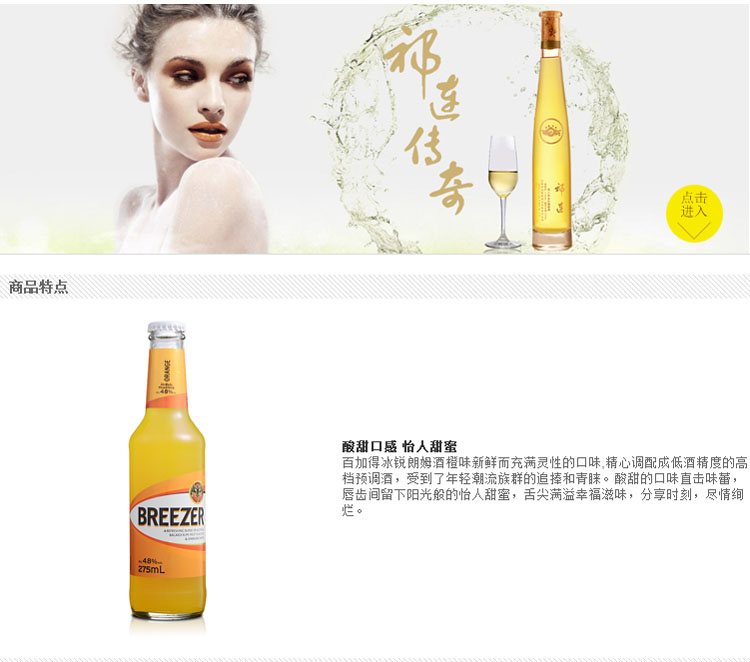 祁连传奇
祁连
点击
进入
商品特点
ORANGE
4.8%
BREEZER
4.8%
275mL
酸甜口感 怡人甜蜜
百加得冰锐朗姆酒橙味新鲜而充满灵性的口味,精心调配成低酒精度的高
档预调酒，受到了年轻潮流族群的追捧和青睐。酸甜的口味直击味蕾，
唇齿间留下阳光般的怡人甜蜜，舌尖满溢幸福滋味，分享时刻，尽情绚
烂。